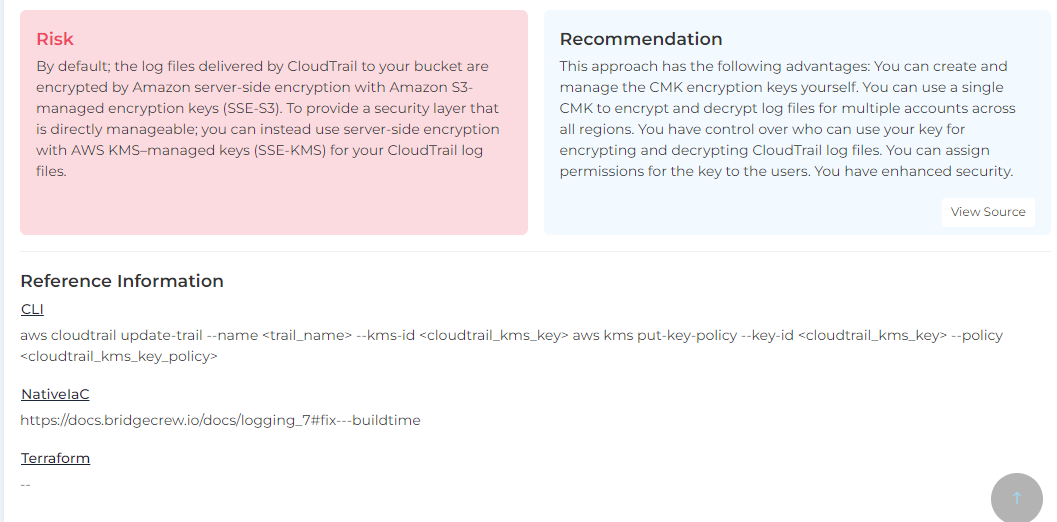 Risk
By default; the log files delivered by CloudTrail to your bucket are
encrypted by Amazon server-side encryption with Amazon S3-
managed encryption keys (SSE-S3). To provide a security layer that
is directly manageable; you can instead use server-side encryption
with AWS KMS–managed keys (SSE-KMS) for your CloudTrail log
files.
Recommendation
This approach has the following advantages: You can create and
manage the CMK encryption keys yourself. You can use a single
CMK to encrypt and decrypt log files for multiple accounts across
all regions. You have control over who can use your key for
encrypting and decrypting CloudTrail log files. You can assign
permissions for the key to the users. You have enhanced security.
View Source
Reference Information
CLI
aws cloudtrail update-trail --name <trail_name> --kms-id <cloudtrail_kms_key> aws kms put-key-policy --key-id <cloudtrail_kms_key> --policy
<cloudtrail_kms_key_policy>
NativeIaC
https://docs.bridgecrew.io/docs/logging_7#fix---buildtime
Terraform
--